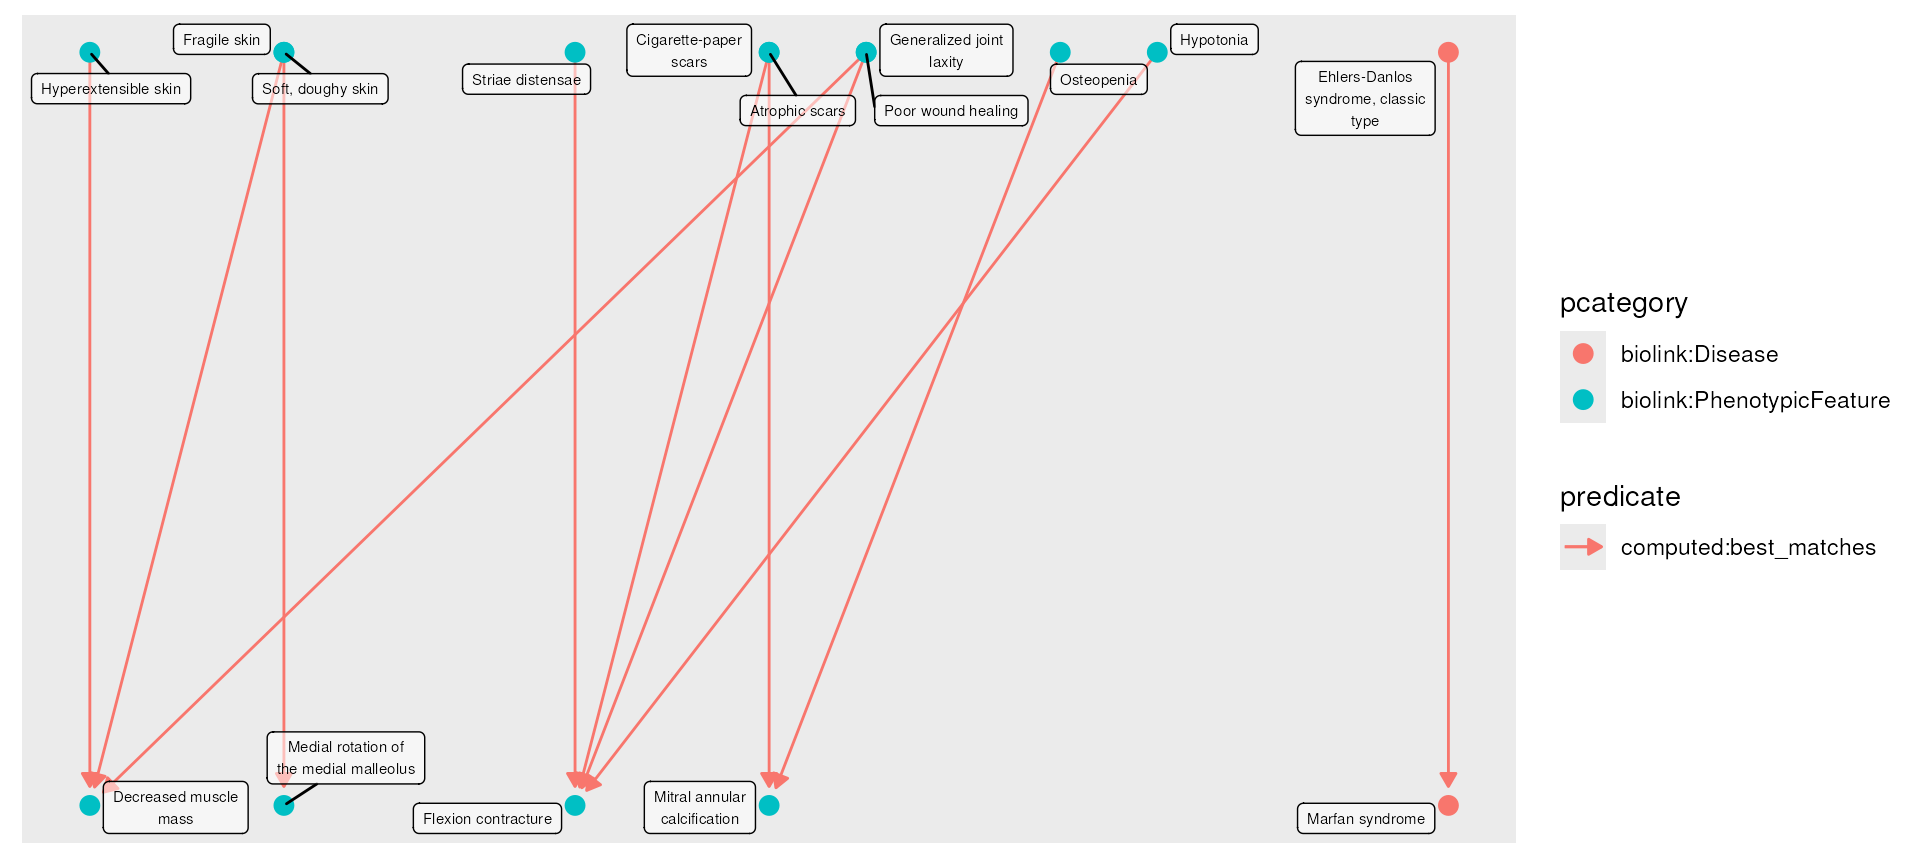 Fragile skin
Cigarette-paper
scars
Generalized joint
laxity
Hypotonia
Hyperextensible skin
Soft, doughy skin
Striae distensae
Atrophic scars
Poor wound healing
Osteopenia
Ehlers-Danlos
syndrome, classic
type
pcategory
biolink:Disease
biolink:PhenotypicFeature
predicate
computed:best_matches
Medial rotation of
the medial malleolus
Decreased muscle
mass
Flexion contracture
Mitral annular
calcification
Marfan syndrome